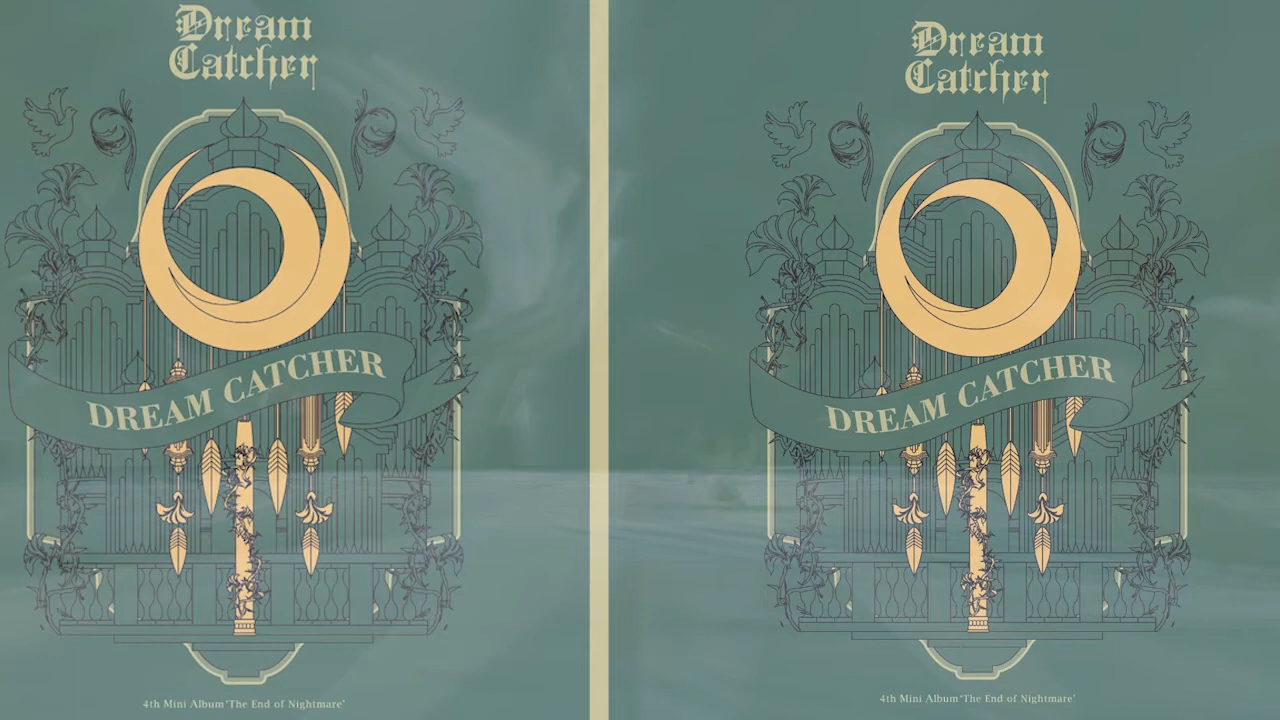 Dream
Catcher
DREAM CATCHER
4th Mini Album 'The End of Nightmare'
Dream
Catcher
DREAM CATCHER
4th Mini Album 'The End of Nightmare'